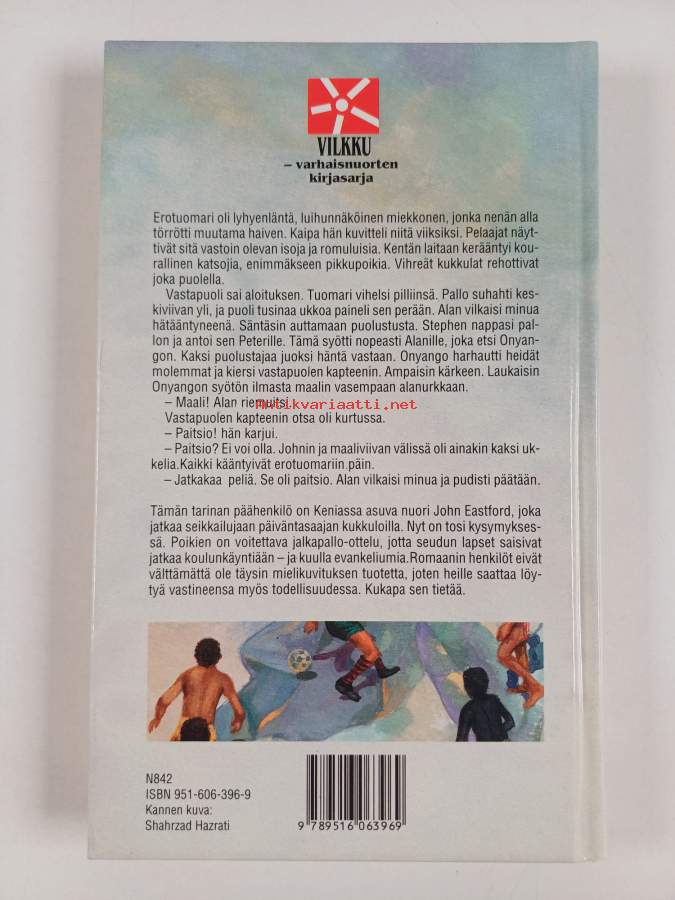 VILKKU
– varhaisnuorten
kirjasarja
Erotuomari oli lyhyenläntä, luihunnäköinen miekkonen, jonka nenän alla
törrötti muutama haiven. Kaipa hän kuvitteli niitä viiksiksi. Pelaajat näyt-
tivät sitä vastoin olevan isoja ja romuluisia. Kentän laitaan kerääntyi kou-
rallinen katsojia, enimmäkseen pikkupoikia. Vihreät kukkulat rehottivat
joka puolella.
Vastapuoli sai aloituksen. Tuomari vihelsi pilliinsä. Pallo suhahti kes-
kiviivan yli, ja puoli tusinaa ukkoa paineli sen perään. Alan vilkaisi minua
hätääntyneenä. Säntäsin auttamaan puolustusta. Stephen nappasi pal-
lon ja antoi sen Peterille. Tämä syötti nopeasti Alanille, joka etsi Onyan-
gon. Kaksi puolustajaa juoksi häntä vastaan. Onyango harhautti heidät
molemmat ja kiersi vastapuolen kapteenin. Ampaisin kärkeen. Laukaisin
Onyangon syötön ilmasta maalin vasempaan alanurkkaan.
– Maali! Alan riemuitsi.
Antikvariaatti.net
Vastapuolen kapteenin otsa oli kurtussa.
– Paitsio! hän karjui.
– Paitsio? Ei voi olla. Johnin ja maaliviivan välissä oli ainakin kaksi uk-
kelia.Kaikki kääntyivät erotuomariin päin.
– Jatkakaa peliä. Se oli paitsio. Alan vilkaisi minua ja pudisti päätään.
Tämän tarinan päähenkilö on Keniassa asuva nuori John Eastford, joka
jatkaa seikkailujaan päiväntasaajan kukkuloilla. Nyt on tosi kysymykses-
sä. Poikien on voitettava jalkapallo-ottelu, jotta seudun lapset saisivat
jatkaa koulunkäyntiään – ja kuulla evankeliumia.Romaanin henkilöt eivät
välttämättä ole täysin mielikuvituksen tuotetta, joten heille saattaa löy-
tyä vastineensa myös todellisuudessa. Kukapa sen tietää.
N842
ISBN 951-606-396-9
Kannen kuva:
Shahrzad Hazrati
9 789516 063969